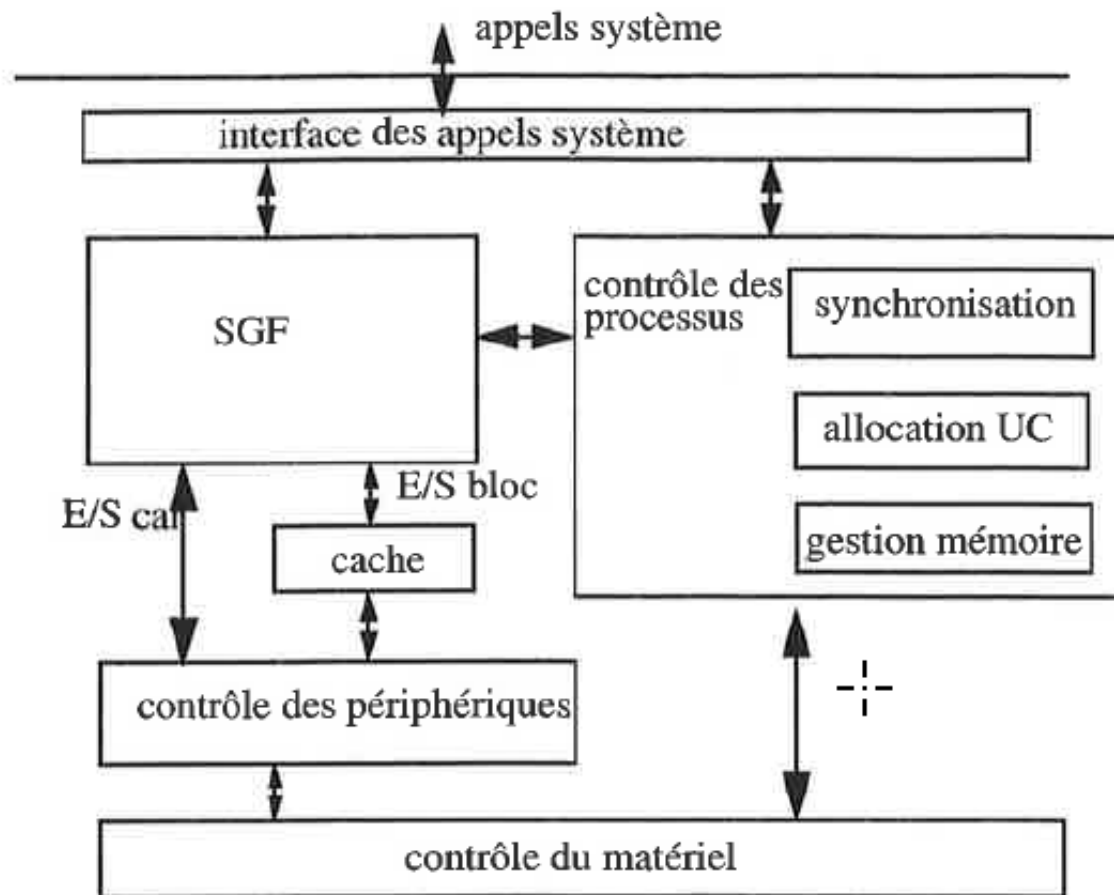 appels système
interface des appels système
SGF
contrôle des
processus
synchronisation
allocation UC
gestion mémoire
E/S car
E/S bloc
cache
contrôle des périphériques
contrôle du matériel